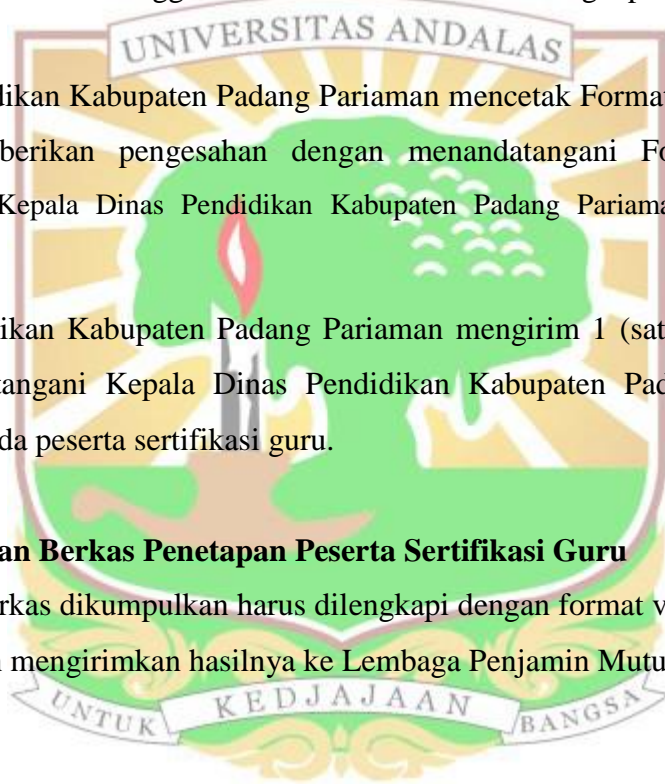 UNIVERSITAS ANDALAS
dikan Kabupaten Padang Pariaman mencetak Format
berikan pengesahan dengan menandatangani Fo
Kepala Dinas Pendidikan Kabupaten Padang Pariama
ikan Kabupaten Padang Pariaman mengirim 1 (sat
tangani Kepala Dinas Pendidikan Kabupaten Pad
da peserta sertifikasi guru.
an Berkas Penetapan Peserta Sertifikasi Guru
rkas dikumpulkan harus dilengkapi dengan format v
n mengirimkan hasilnya ke Lembaga Penjamin Mutu
UNTUK KEDJAJAAN BANGSA